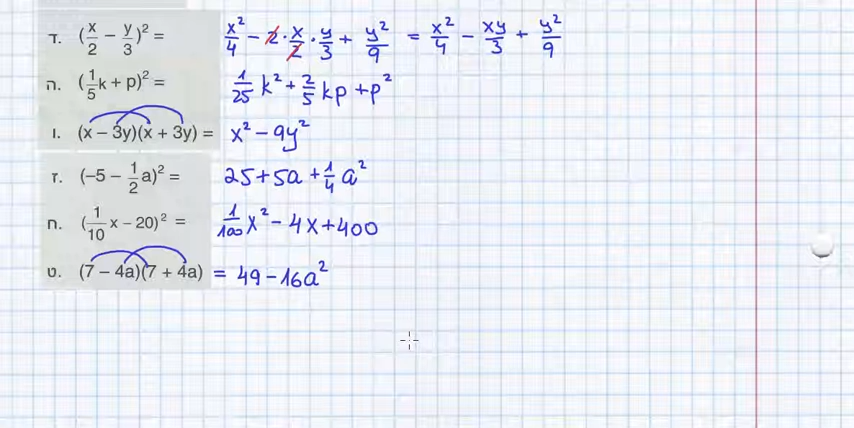 ד. (x/2 − y/3)² = x²/4 − 2·x/2·y/3 + y²/9 = x²/4 − xy/3 + y²/9
ה. (1/5k + p)² = 1/25 k² + 2/5 kp + p²
ו. (x − 3y)(x + 3y) = x² − 9y²
ז. (−5 − 1/2a)² = 25 + 5a + 1/4 a²
ח. (1/10x − 20)² = 1/100 x² − 4x + 400
ט. (7 − 4a)(7 + 4a) = 49 − 16a²